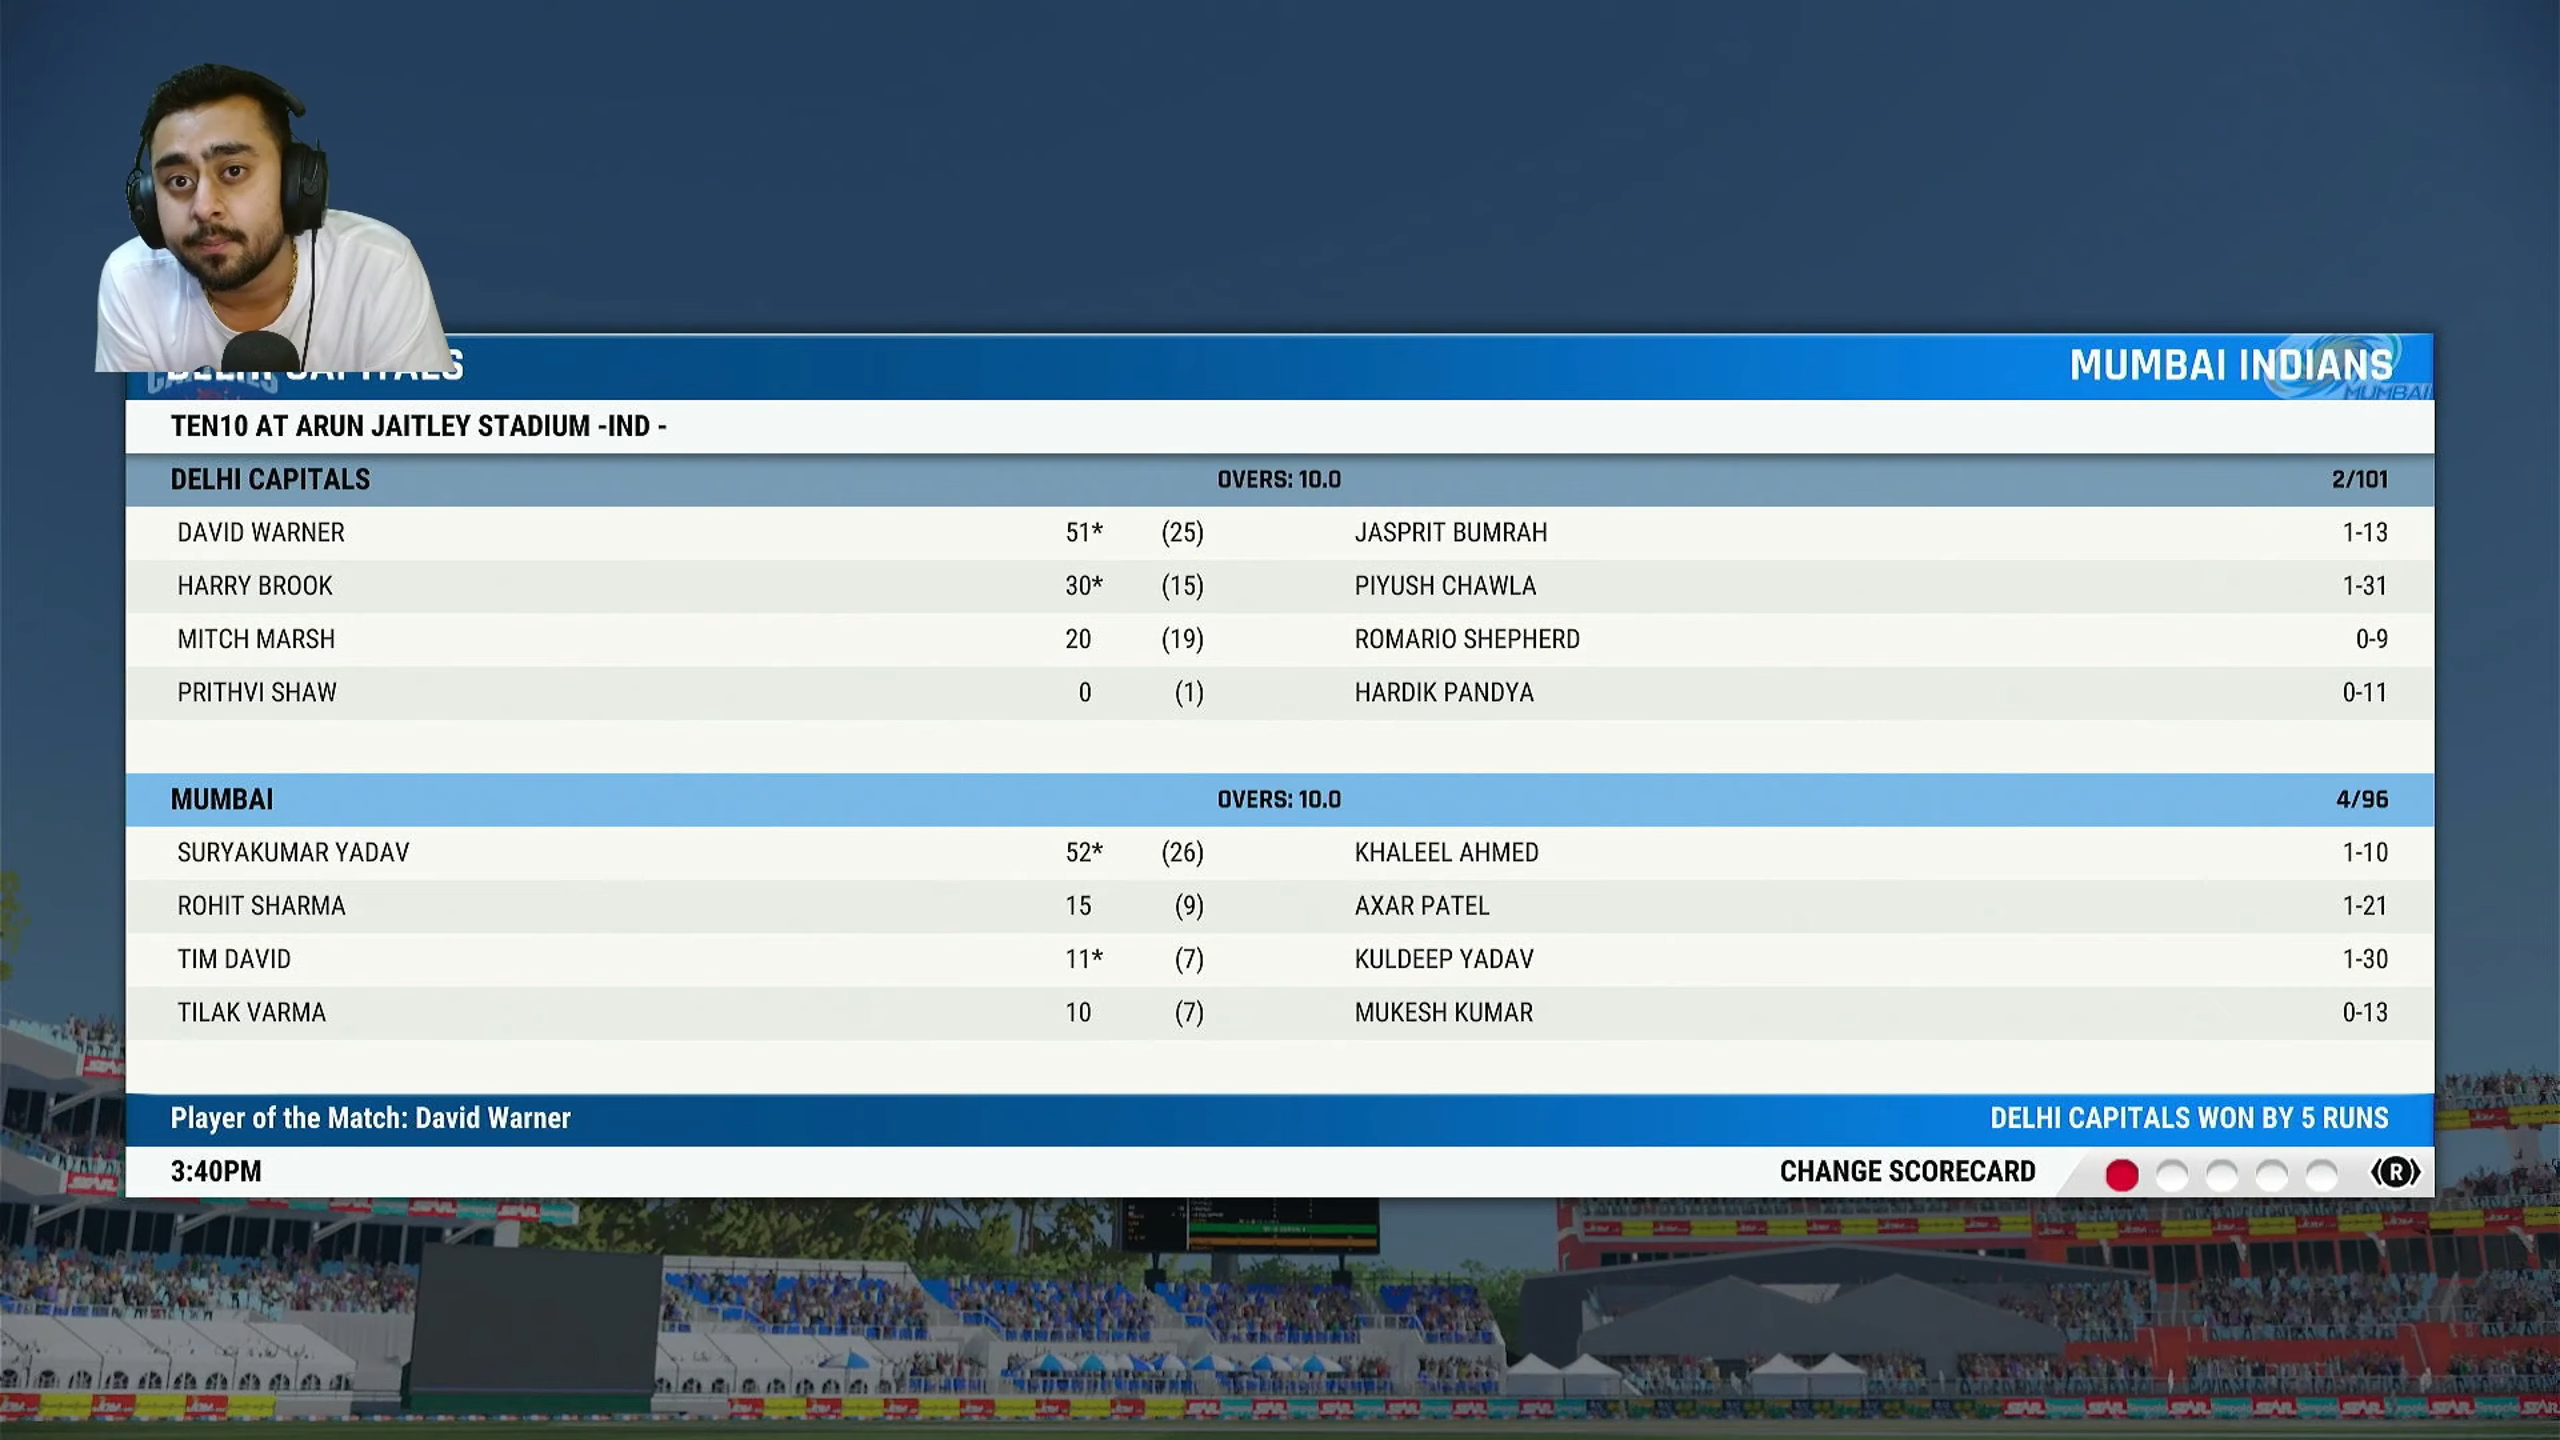 DELHI CAPITALS
MUMBAI INDIANS
TEN10 AT ARUN JAITLEY STADIUM -IND -
DELHI CAPITALS OVERS: 10.0 2/101
DAVID WARNER 51* (25) JASPRIT BUMRAH 1-13
HARRY BROOK 30* (15) PIYUSH CHAWLA 1-31
MITCH MARSH 20 (19) ROMARIO SHEPHERD 0-9
PRITHVI SHAW 0 (1) HARDIK PANDYA 0-11
MUMBAI OVERS: 10.0 4/96
SURYAKUMAR YADAV 52* (26) KHALEEL AHMED 1-10
ROHIT SHARMA 15 (9) AXAR PATEL 1-21
TIM DAVID 11* (7) KULDEEP YADAV 1-30
TILAK VARMA 10 (7) MUKESH KUMAR 0-13
Player of the Match: David Warner DELHI CAPITALS WON BY 5 RUNS
3:40PM CHANGE SCORECARD R